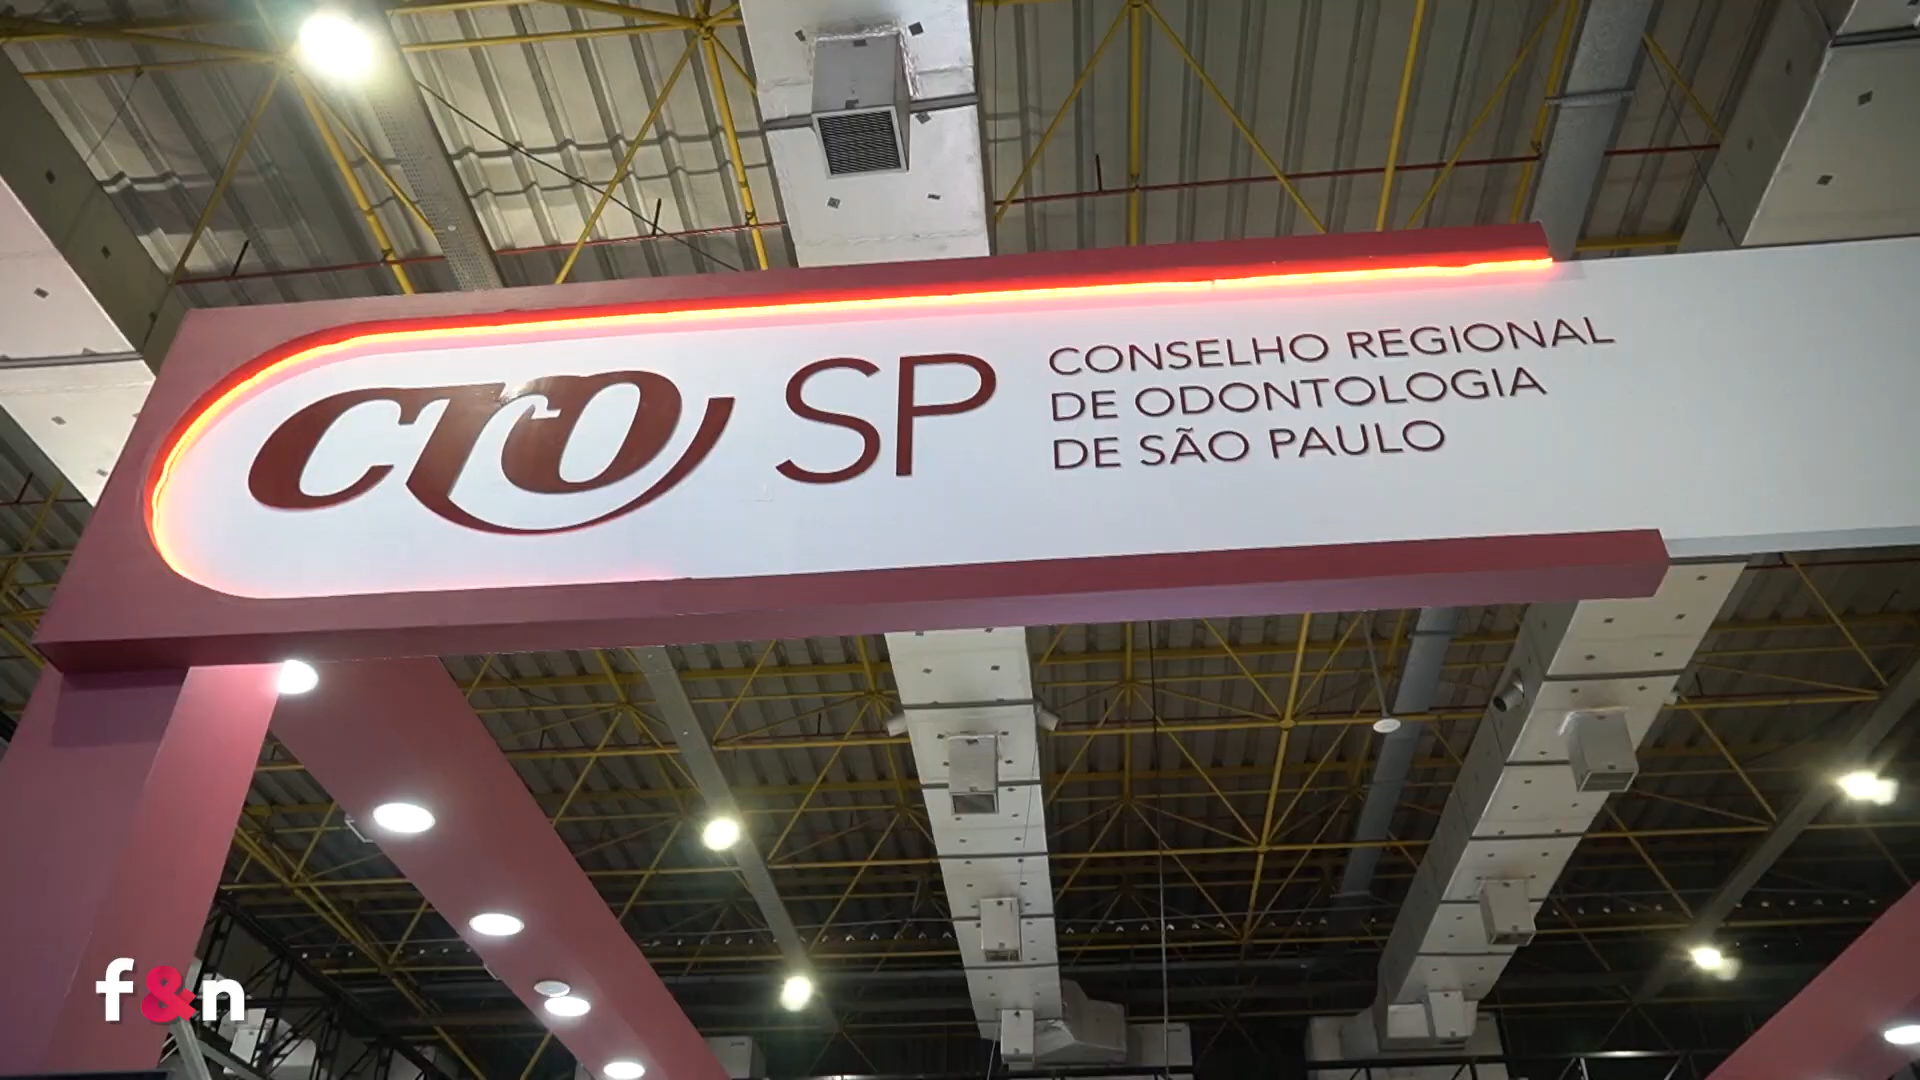 CRO SP
CONSELHO REGIONAL
DE ODONTOLOGIA
DE SÃO PAULO
f&n